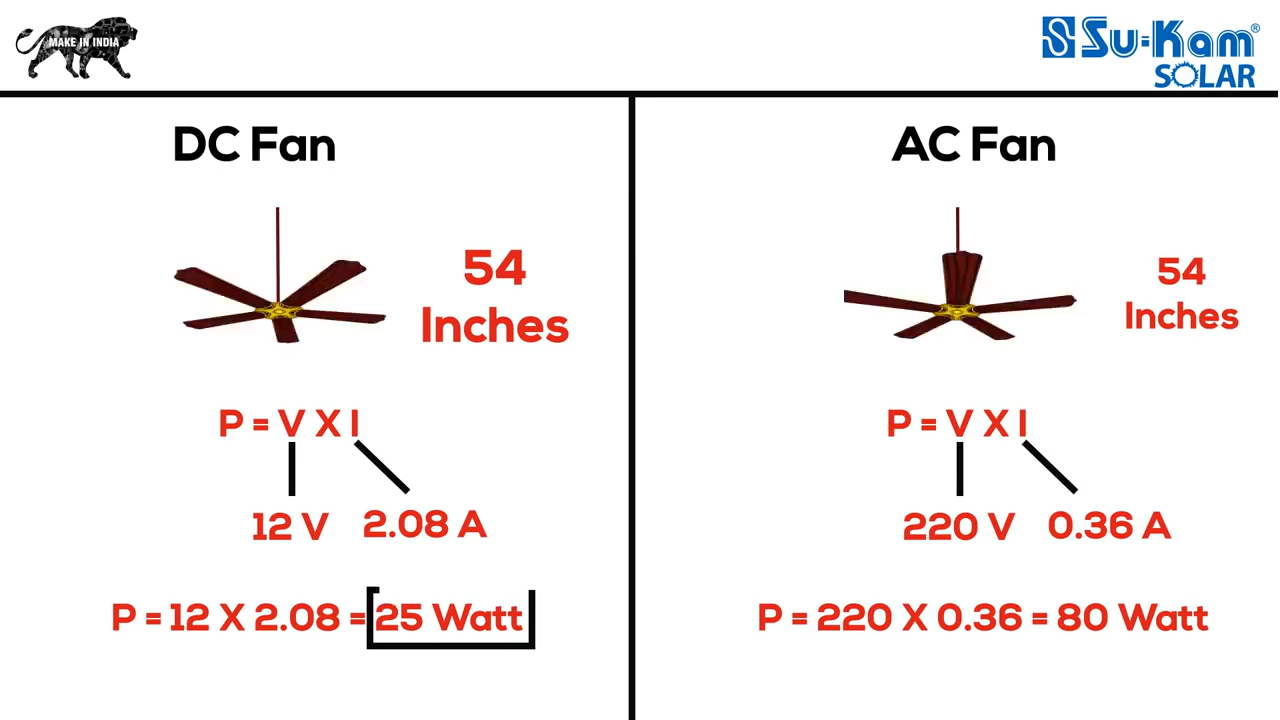 MAKE IN INDIA
Su-Kam®
SOLAR
DC Fan
54
Inches
P = V X I
12 V 2.08 A
P = 12 X 2.08 = 25 Watt
AC Fan
54
Inches
P = V X I
220 V 0.36 A
P = 220 X 0.36 = 80 Watt